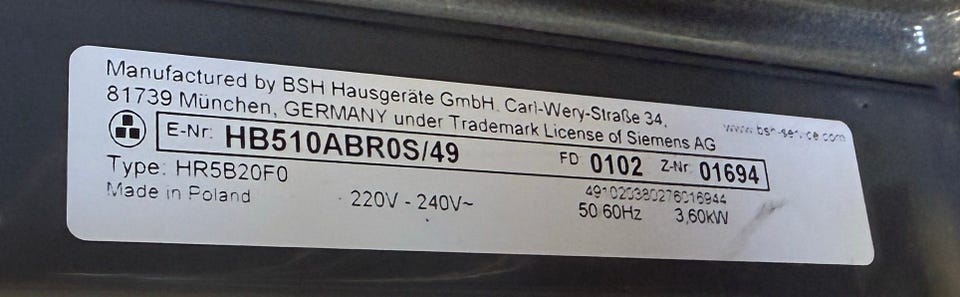 Manufactured by BSH Hausgeräte GmbH. Carl-Wery-Straße 34,
81739 München, GERMANY under Trademark License of Siemens AG
www.bsh-service.com
E-Nr: HB510ABR0S/49 FD 0102 Z-Nr 01694
Type: HR5B20F0 491020380276016944
Made in Poland 220V - 240V~ 50 60Hz 3,60kW